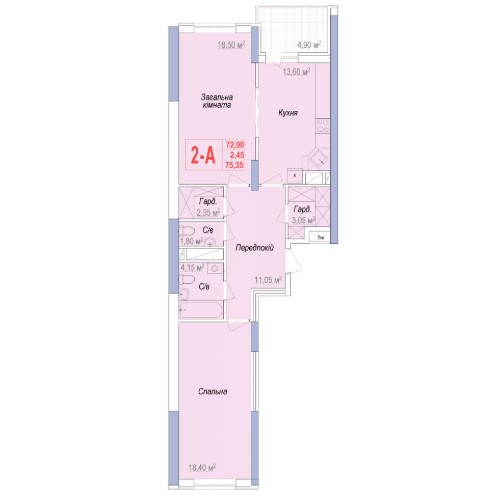 18,50 м²
4,90 м²
13,60 м²
Загальна
кімната
Кухня
2-А
72,90
2,45
75,35
Гард.
2,35 м²
Гард.
3,05 м²
С/в
1,80 м²
Передпокій
4,15 м²
С/в
11,05 м²
Спальна
18,40 м²